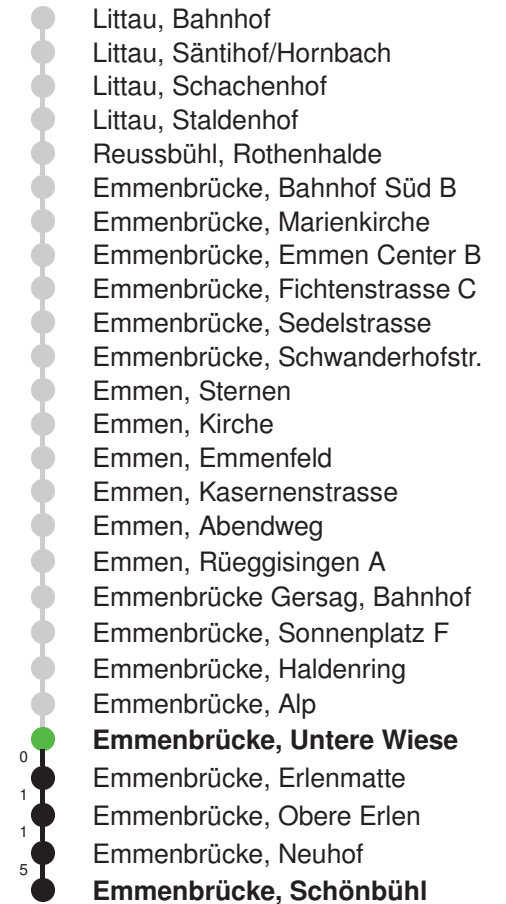 Littau, Bahnhof
Littau, Säntihof/Hornbach
Littau, Schachenhof
Littau, Staldenhof
Reussbühl, Rothenhalde
Emmenbrücke, Bahnhof Süd B
Emmenbrücke, Marienkirche
Emmenbrücke, Emmen Center B
Emmenbrücke, Fichtenstrasse C
Emmenbrücke, Sedelstrasse
Emmenbrücke, Schwanderhofstr.
Emmen, Sternen
Emmen, Kirche
Emmen, Emmenfeld
Emmen, Kasernenstrasse
Emmen, Abendweg
Emmen, Rüeggisingen A
Emmenbrücke Gersag, Bahnhof
Emmenbrücke, Sonnenplatz F
Emmenbrücke, Haldenring
Emmenbrücke, Alp
Emmenbrücke, Untere Wiese
0
Emmenbrücke, Erlenmatte
1
Emmenbrücke, Obere Erlen
1
Emmenbrücke, Neuhof
5
Emmenbrücke, Schönbühl